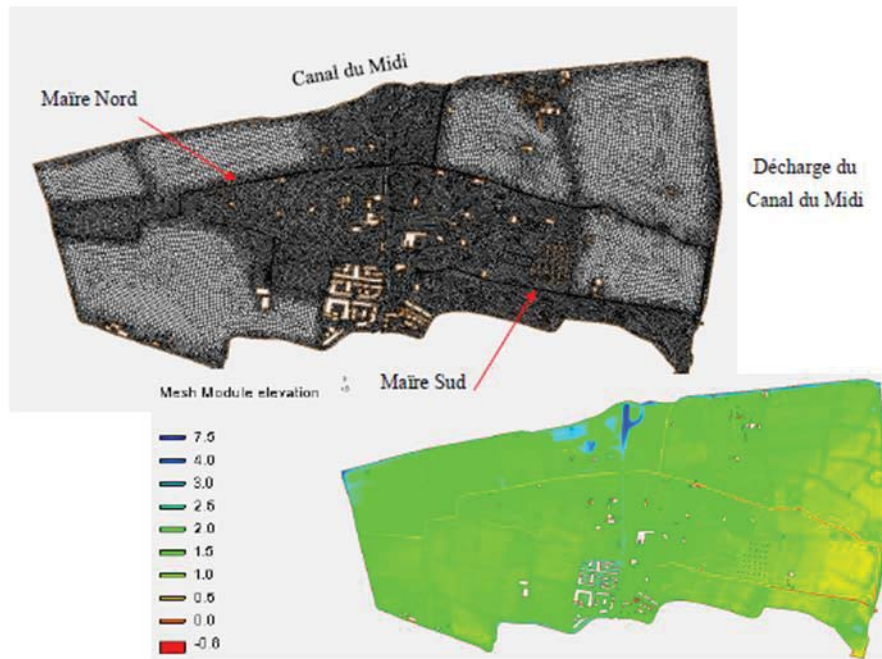 Canal du Midi
Maïre Nord
Décharge du
Canal du Midi
Maïre Sud
Mesh Module elevation
7.5
4.0
3.0
2.5
2.0
1.5
1.0
0.5
0.0
-0.6